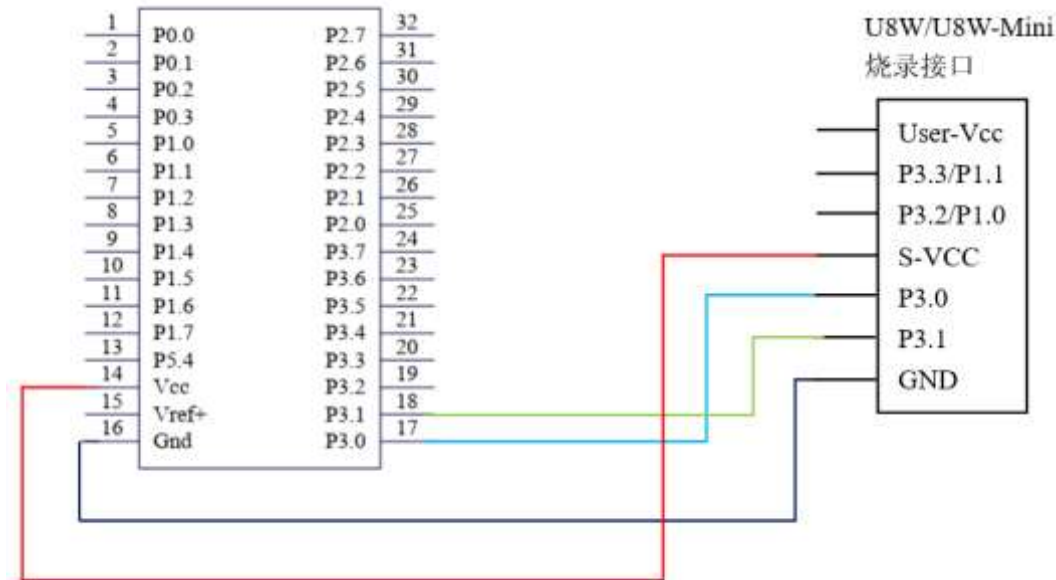 U8W/U8W-Mini
烧录接口
1 P0.0 P2.7 32
2 P0.1 P2.6 31
3 P0.2 P2.5 30
4 P0.3 P2.4 29
5 P1.0 P2.3 28
6 P1.1 P2.2 27
7 P1.2 P2.1 26
8 P1.3 P2.0 25
9 P1.4 P3.7 24
10 P1.5 P3.6 23
11 P1.6 P3.5 22
12 P1.7 P3.4 21
13 P5.4 P3.3 20
14 Vcc P3.2 19
15 Vref+ P3.1 18
16 Gnd P3.0 17
User-Vcc
P3.3/P1.1
P3.2/P1.0
S-VCC
P3.0
P3.1
GND